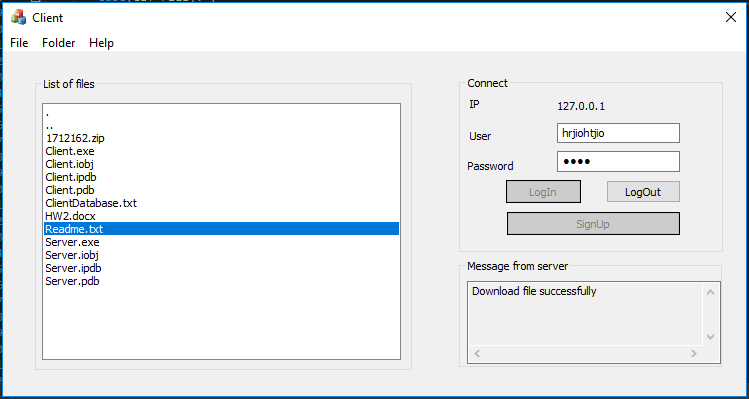 Client
File Folder Help
List of files
.
..
1712162.zip
Client.exe
Client.iobj
Client.ipdb
Client.pdb
ClientDatabase.txt
HW2.docx
Readme.txt
Server.exe
Server.iobj
Server.ipdb
Server.pdb
Connect
IP 127.0.0.1
User hrjiohtjio
Password ●●●●
LogIn LogOut
SignUp
Message from server
Download file successfully